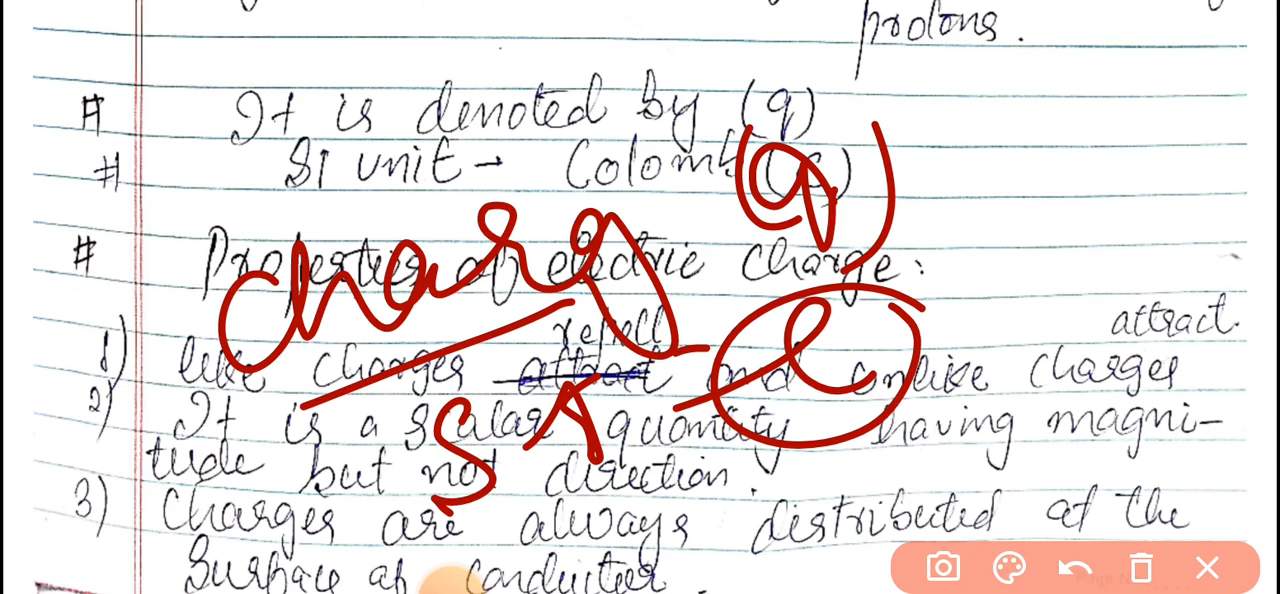 protons.
# It is denoted by (q)
# SI unit → Colomb (c)
(q)
# Properties of electric charge:
charge
repell
attract.
1) like charges attract and unlike charges
2) It is a scalar quantity having magni-
tude but not direction.
3) Charges are always distributed at the
Surface of conductor.